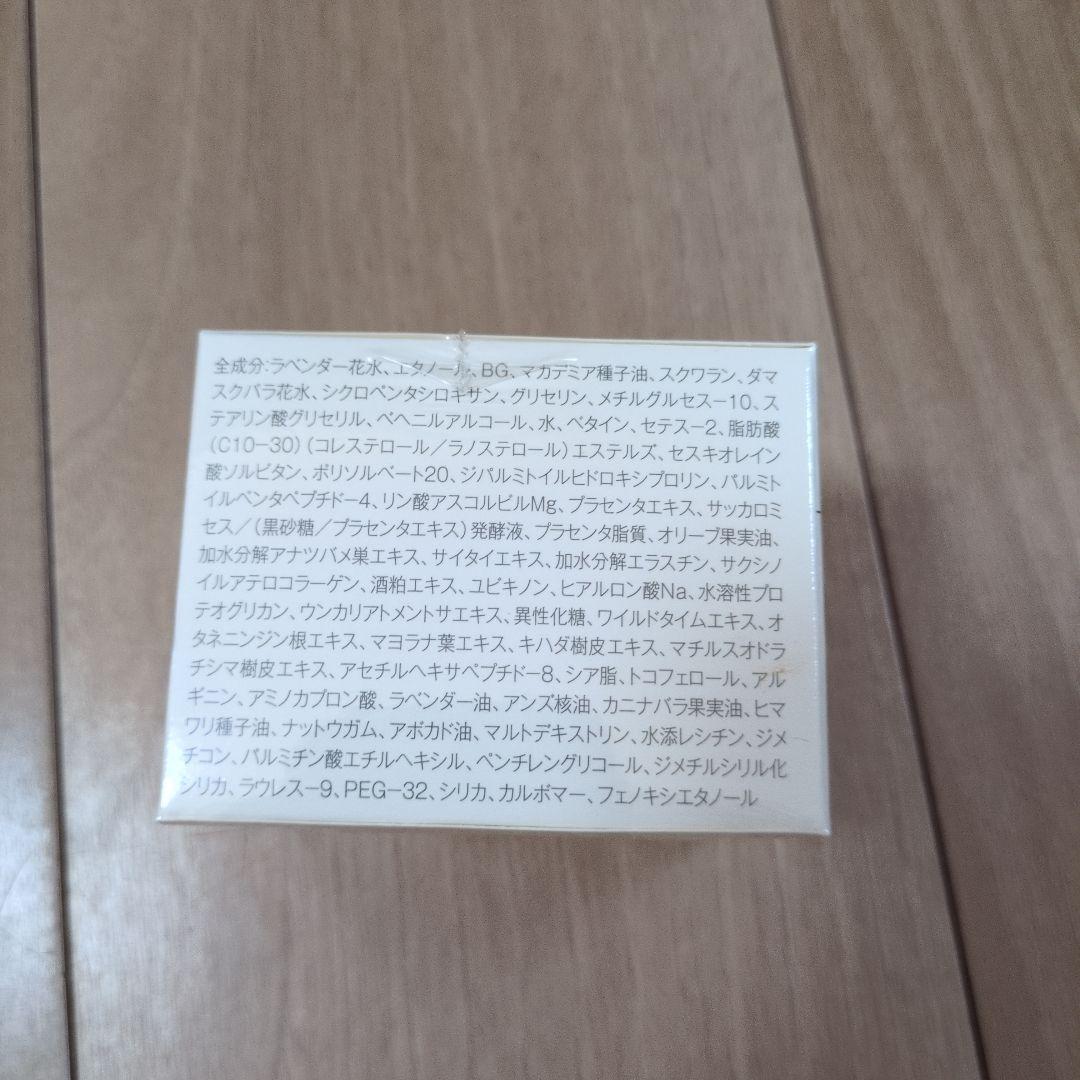 全成分:ラベンダー花水、エタノール、BG、マカデミア種子油、スクワラン、ダマ
スクバラ花水、シクロペンタシロキサン、グリセリン、メチルグルセス-10、ス
テアリン酸グリセリル、ベヘニルアルコール、水、ベタイン、セテス-2、脂肪酸
(C10-30)(コレステロール/ラノステロール)エステルズ、セスキオレイン
酸ソルビタン、ポリソルベート20、ジパルミトイルヒドロキシプロリン、パルミト
イルペンタペプチド-4、リン酸アスコルビルMg、プラセンタエキス、サッカロミ
セス/(黒砂糖/プラセンタエキス)発酵液、プラセンタ脂質、オリーブ果実油、
加水分解アナツバメ巣エキス、サイタイエキス、加水分解エラスチン、サクシノ
イルアテロコラーゲン、酒粕エキス、ユビキノン、ヒアルロン酸Na、水溶性プロ
テオグリカン、ウンカリアトメントサエキス、異性化糖、ワイルドタイムエキス、オ
タネニンジン根エキス、マヨラナ葉エキス、キハダ樹皮エキス、マチルスオドラ
チシマ樹皮エキス、アセチルヘキサペプチド-8、シア脂、トコフェロール、アル
ギニン、アミノカプロン酸、ラベンダー油、アンズ核油、カニナバラ果実油、ヒマ
ワリ種子油、ナットウガム、アボカド油、マルトデキストリン、水添レシチン、ジメ
チコン、パルミチン酸エチルヘキシル、ペンチレングリコール、ジメチルシリル化
シリカ、ラウレス-9、PEG-32、シリカ、カルボマー、フェノキシエタノール